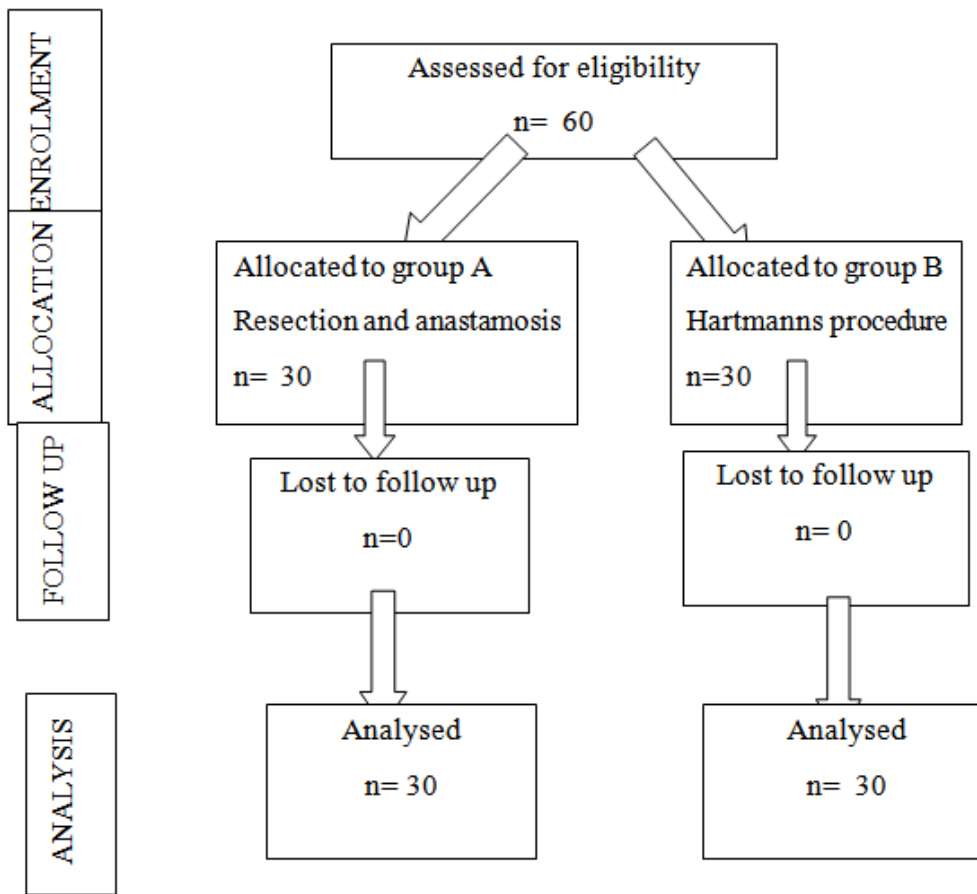 ENROLMENT
Assessed for eligibility
n= 60
ALLOCATION
Allocated to group A
Resection and anastamosis
n= 30
Allocated to group B
Hartmanns procedure
n=30
FOLLOW UP
Lost to follow up
n=0
Lost to follow up
n= 0
ANALYSIS
Analysed
n= 30
Analysed
n= 30